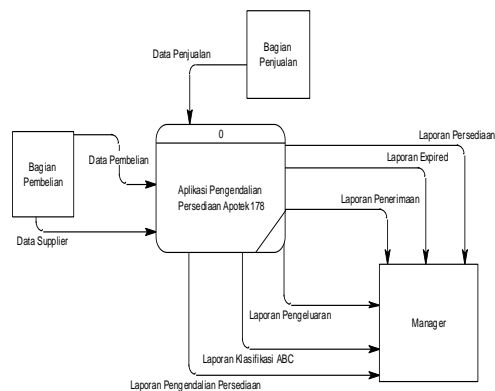 Bagian
Penjualan
Data Penjualan
0
Laporan Persediaan
Laporan Expired
Bagian
Pembelian
Data Pembelian
Aplikasi Pengendalian
Persediaan Apotek 178
Laporan Penerimaan
Data Supplier
Laporan Pengeluaran
Manager
Laporan Klasifikasi ABC
Laporan Pengendalian Persediaan